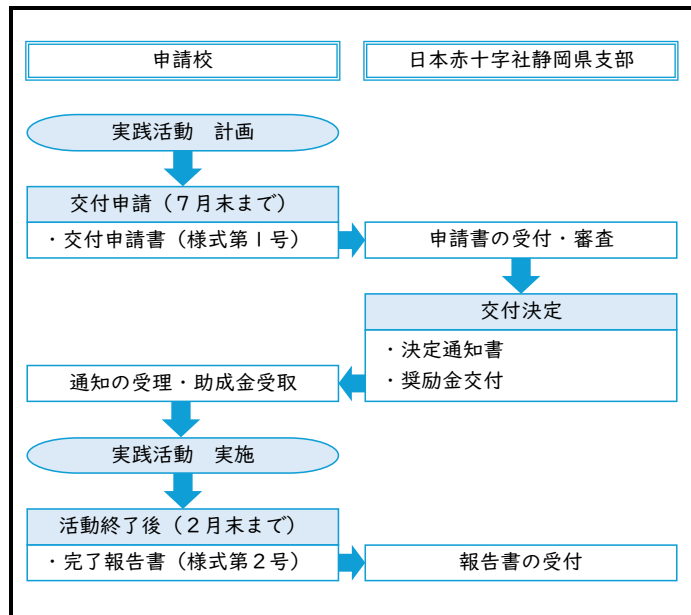 申請校
日本赤十字社静岡県支部
実践活動　計画
交付申請（７月末まで）
・交付申請書（様式第１号）
申請書の受付・審査
交付決定
・決定通知書
・奨励金交付
通知の受理・助成金受取
実践活動　実施
活動終了後（２月末まで）
・完了報告書（様式第２号）
報告書の受付